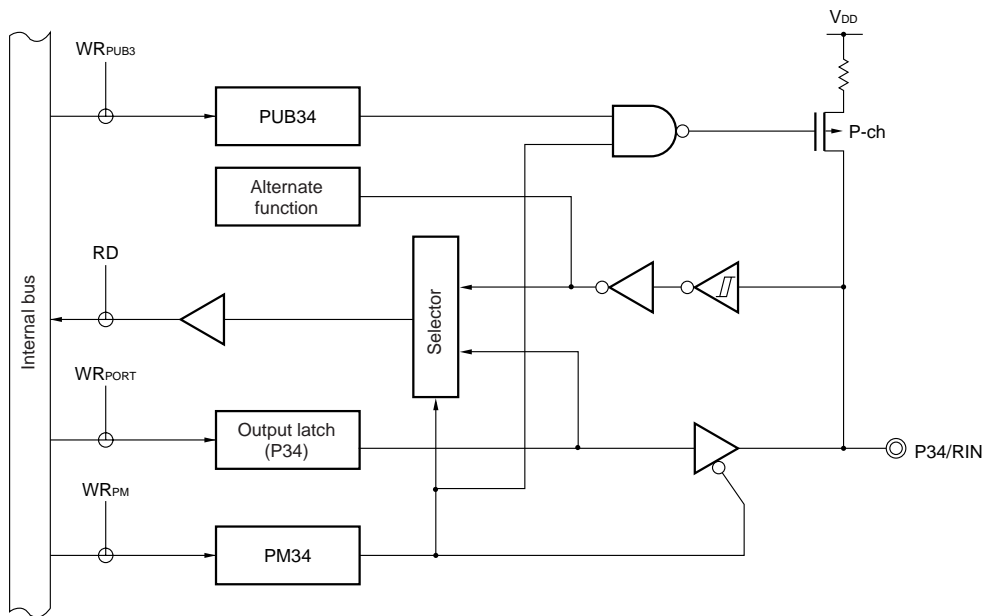 VDD
WRPUB3
PUB34
P-ch
Alternate
function
RD
Selector
Internal bus
WRPORT
Output latch
(P34)
P34/RIN
WRPM
PM34